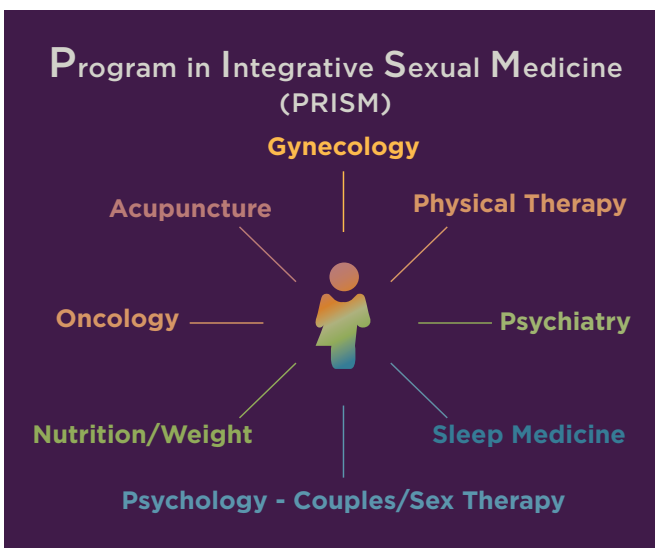 Program in Integrative Sexual Medicine
(PRISM)
Gynecology
Acupuncture
Physical Therapy
Oncology
Psychiatry
Nutrition/Weight
Sleep Medicine
Psychology - Couples/Sex Therapy